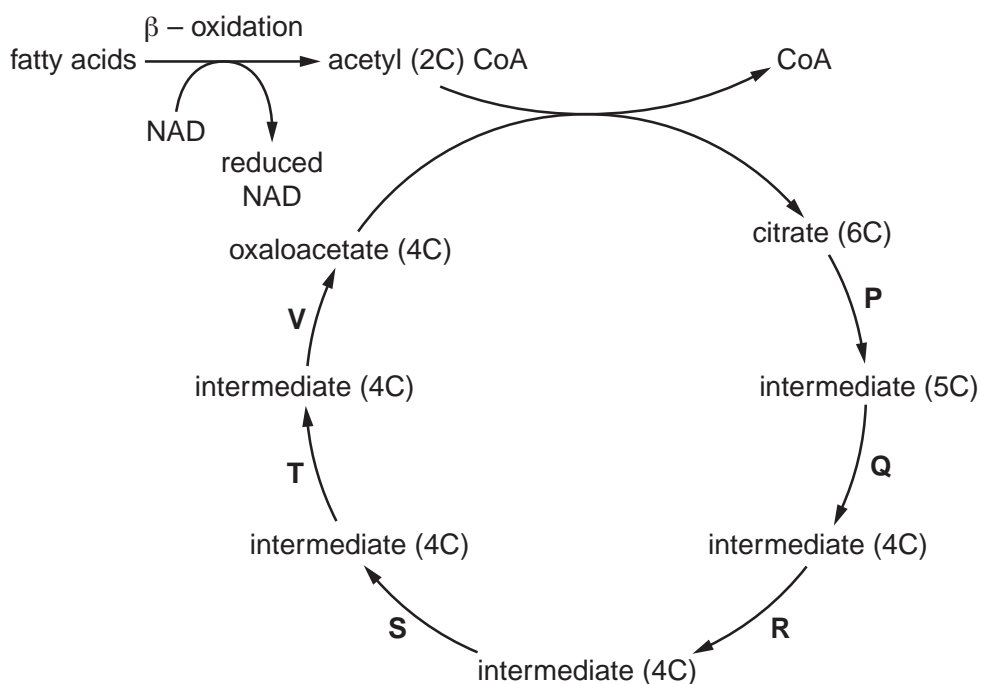 β – oxidation
fatty acids
acetyl (2C) CoA
CoA
NAD
reduced
NAD
oxaloacetate (4C)
citrate (6C)
P
V
intermediate (4C)
intermediate (5C)
T
Q
intermediate (4C)
intermediate (4C)
S
R
intermediate (4C)